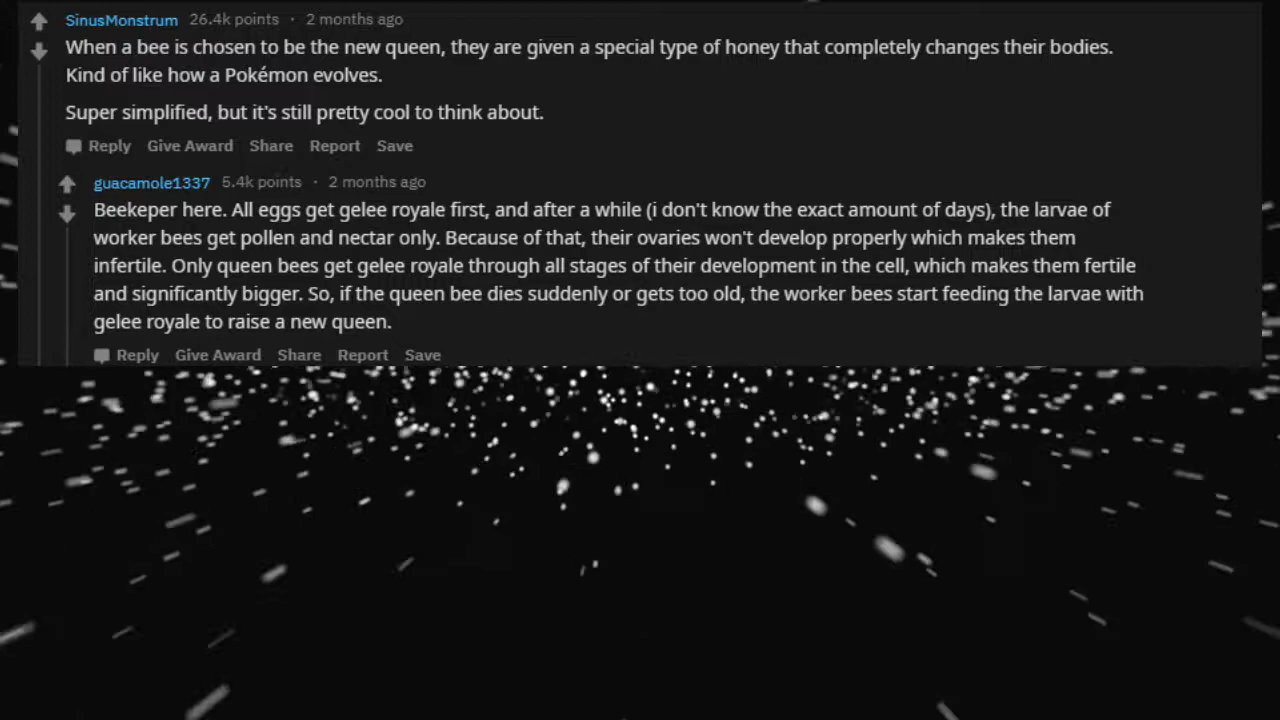 SinusMonstrum 26.4k points · 2 months ago
When a bee is chosen to be the new queen, they are given a special type of honey that completely changes their bodies.
Kind of like how a Pokémon evolves.
Super simplified, but it's still pretty cool to think about.
Reply Give Award Share Report Save
guacamole1337 5.4k points · 2 months ago
Beekeper here. All eggs get gelee royale first, and after a while (i don't know the exact amount of days), the larvae of
worker bees get pollen and nectar only. Because of that, their ovaries won't develop properly which makes them
infertile. Only queen bees get gelee royale through all stages of their development in the cell, which makes them fertile
and significantly bigger. So, if the queen bee dies suddenly or gets too old, the worker bees start feeding the larvae with
gelee royale to raise a new queen.
Reply Give Award Share Report Save